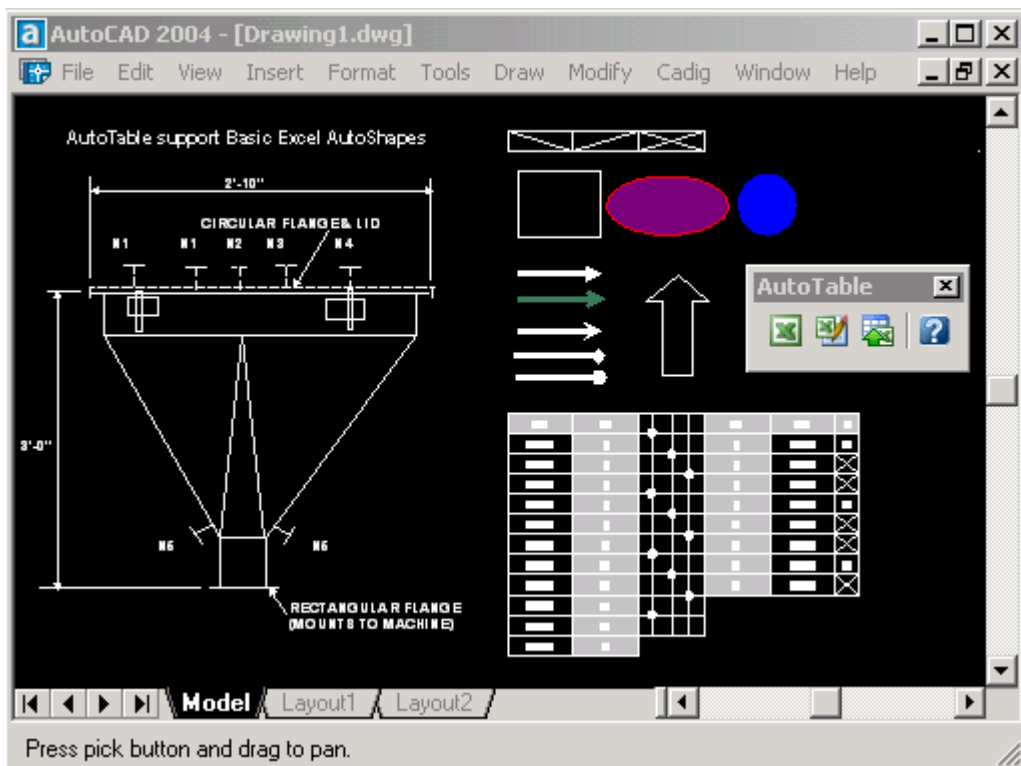 AutoCAD 2004 - [Drawing1.dwg]
File Edit View Insert Format Tools Draw Modify Cadig Window Help
AutoTable support Basic Excel AutoShapes
2'-10"
CIRCULAR FLANGE & LID
N1 N1 N2 N3 N4
3'-0"
N5 N5
RECTANGULAR FLANGE
(MOUNTS TO MACHINE)
AutoTable
Model Layout1 Layout2
Press pick button and drag to pan.